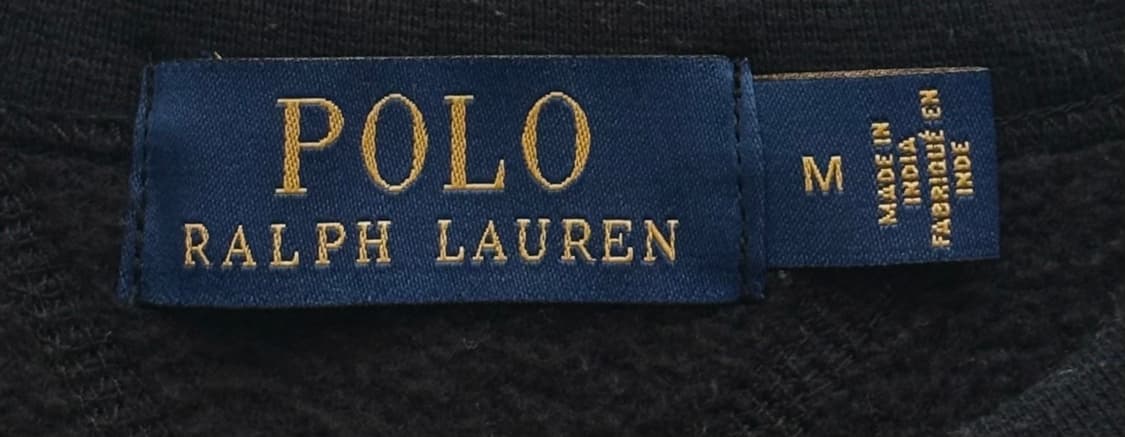 POLO
RALPH LAUREN
M
MADE IN
INDIA
FABRIQUÉ EN
INDE